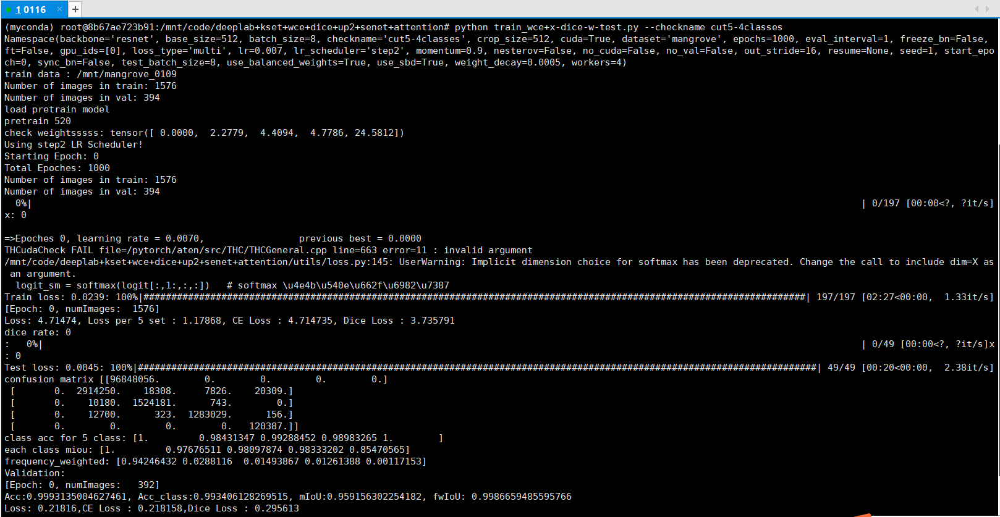 1 0116 × +
(myconda) root@8b67ae723b91:/mnt/code/deeplab+kset+wce+dice+up2+senet+attention# python train_wce+x-dice-w-test.py --checkname cut5-4classes
Namespace(backbone='resnet', base_size=512, batch_size=8, checkname='cut5-4classes', crop_size=512, cuda=True, dataset='mangrove', epochs=1000, eval_interval=1, freeze_bn=False,
ft=False, gpu_ids=[0], loss_type='multi', lr=0.007, lr_scheduler='step2', momentum=0.9, nesterov=False, no_cuda=False, no_val=False, out_stride=16, resume=None, seed=1, start_epo
ch=0, sync_bn=False, test_batch_size=8, use_balanced_weights=True, use_sbd=True, weight_decay=0.0005, workers=4)
train data : /mnt/mangrove_0109
Number of images in train: 1576
Number of images in val: 394
load pretrain model
pretrain 520
check weightsssss: tensor([ 0.0000,  2.2779,  4.4094,  4.7786, 24.5812])
Using step2 LR Scheduler!
Starting Epoch: 0
Total Epoches: 1000
Number of images in train: 1576
Number of images in val: 394
  0%|                                                                 | 0/197 [00:00<?, ?it/s]
x: 0
=>Epoches 0, learning rate = 0.0070,                 previous best = 0.0000
THCudaCheck FAIL file=/pytorch/aten/src/THC/THCGeneral.cpp line=663 error=11 : invalid argument
/mnt/code/deeplab+kset+wce+dice+up2+senet+attention/utils/loss.py:145: UserWarning: Implicit dimension choice for softmax has been deprecated. Change the call to include dim=X as
 an argument.
  logit_sm = softmax(logit[:,1:,:,:])   # softmax \u4e4b\u540e\u662f\u6982\u7387
Train loss: 0.0239: 100%|#######################################################################################################################| 197/197 [02:27<00:00,  1.33it/s]
[Epoch: 0, numImages:  1576]
Loss: 4.71474, Loss per 5 set : 1.17868, CE Loss : 4.714735, Dice Loss : 3.735791
dice rate: 0
:   0%|                                                                 | 0/49 [00:00<?, ?it/s]x
: 0
Test loss: 0.0045: 100%|##########################################################################################################################| 49/49 [00:20<00:00,  2.38it/s]
confusion matrix [[96848056.        0.        0.        0.        0.]
 [       0.  2914250.    18308.     7826.    20309.]
 [       0.    10180.  1524181.      743.        0.]
 [       0.    12700.      323.  1283029.      156.]
 [       0.        0.        0.        0.   120387.]]
class acc for 5 class: [1.         0.98431347 0.99288452 0.98983265 1.        ]
each class miou: [1.         0.97676511 0.98097874 0.98333202 0.85470565]
frequency_weighted: [0.94246432 0.0288116  0.01493867 0.01261388 0.00117153]
Validation:
[Epoch: 0, numImages:   392]
Acc:0.9993135004627461, Acc_class:0.993406128269515, mIoU:0.959156302254182, fwIoU: 0.9986659485595766
Loss: 0.21816,CE Loss : 0.218158,Dice Loss : 0.295613